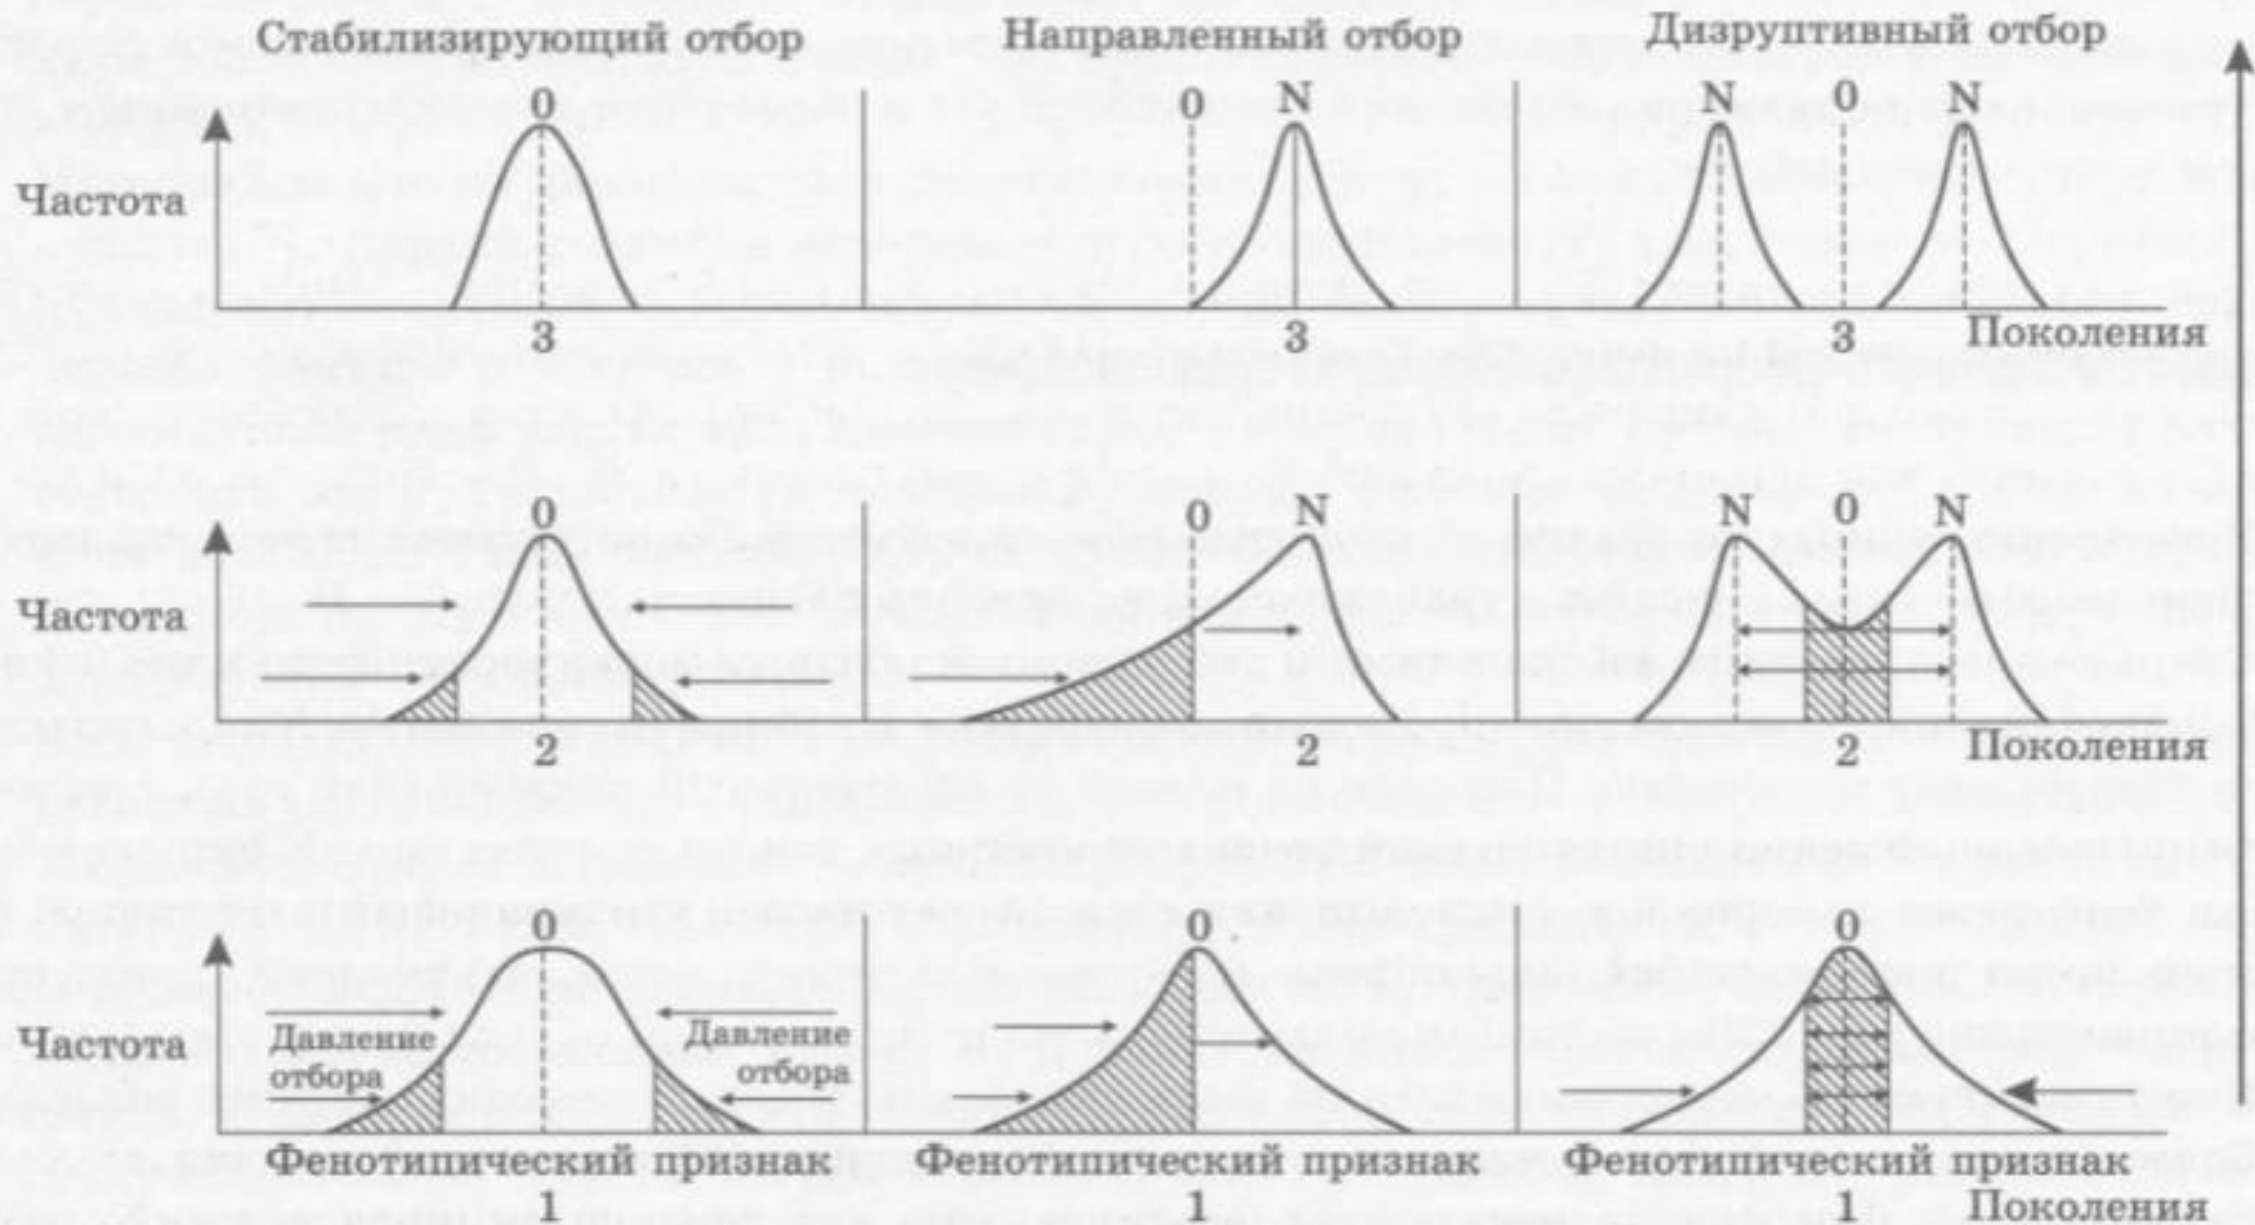 Стабилизирующий отбор
Направленный отбор
Дизруптивный отбор
0
0 N
N 0 N
Частота
3
3
3
Поколения
0
0 N
N 0 N
Частота
2
2
2
Поколения
0
0
0
Частота
Давление
отбора
Давление
отбора
Фенотипический признак
Фенотипический признак
Фенотипический признак
1
1
1
Поколения